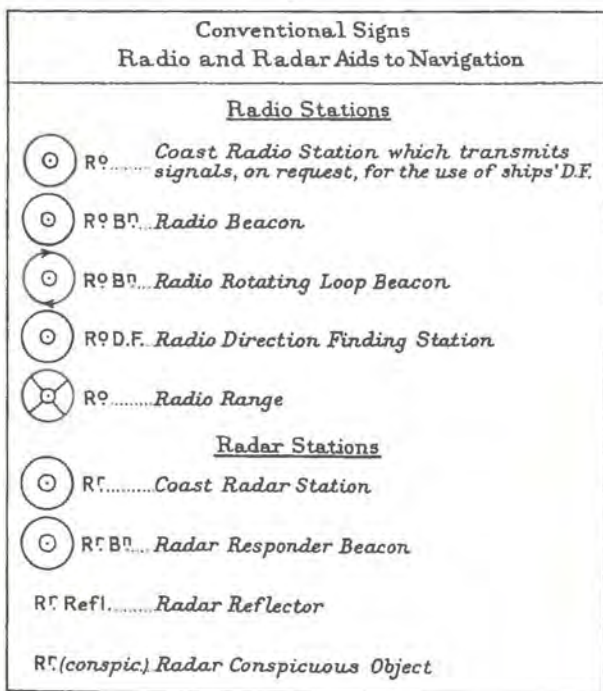 Conventional Signs
Radio and Radar Aids to Navigation
Radio Stations
Rº........ Coast Radio Station which transmits
signals, on request, for the use of ships' D.F.
Rº Bⁿ.... Radio Beacon
Rº Bⁿ.... Radio Rotating Loop Beacon
Rº D.F... Radio Direction Finding Station
Rº.......... Radio Range
Radar Stations
Rʳ.......... Coast Radar Station
Rʳ Bⁿ.... Radar Responder Beacon
Rʳ Refl.......... Radar Reflector
Rʳ (conspic.) Radar Conspicuous Object